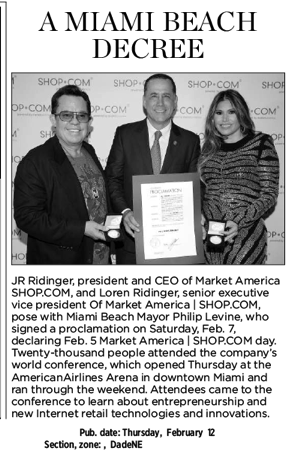 A MIAMI BEACH
DECREE
SHOP.COM
SHOP.COM
SHOP.COM
SHOP.COM
PROCLAMATION
JR Ridinger, president and CEO of Market America
SHOP.COM, and Loren Ridinger, senior executive
vice president Of Market America | SHOP.COM,
pose with Miami Beach Mayor Philip Levine, who
signed a proclamation on Saturday, Feb. 7,
declaring Feb. 5 Market America | SHOP.COM day.
Twenty-thousand people attended the company's
world conference, which opened Thursday at the
AmericanAirlines Arena in downtown Miami and
ran through the weekend. Attendees came to the
conference to learn about entrepreneurship and
new Internet retail technologies and innovations.
Pub. date: Thursday, February 12
Section, zone: , DadeNE